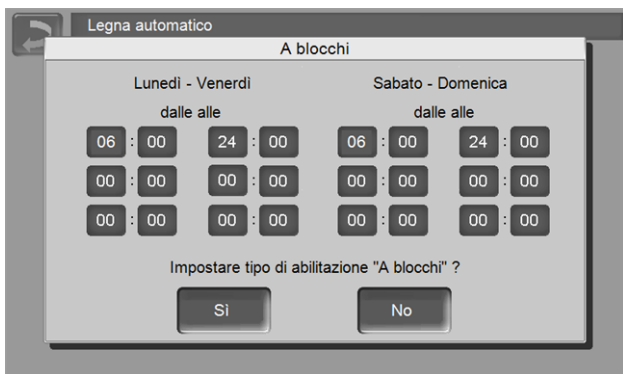 Legna automatico
A blocchi
Lunedì - Venerdì Sabato - Domenica
dalle alle dalle alle
06 : 00 24 : 00 06 : 00 24 : 00
00 : 00 00 : 00 00 : 00 00 : 00
00 : 00 00 : 00 00 : 00 00 : 00
Impostare tipo di abilitazione "A blocchi" ?
Sì No